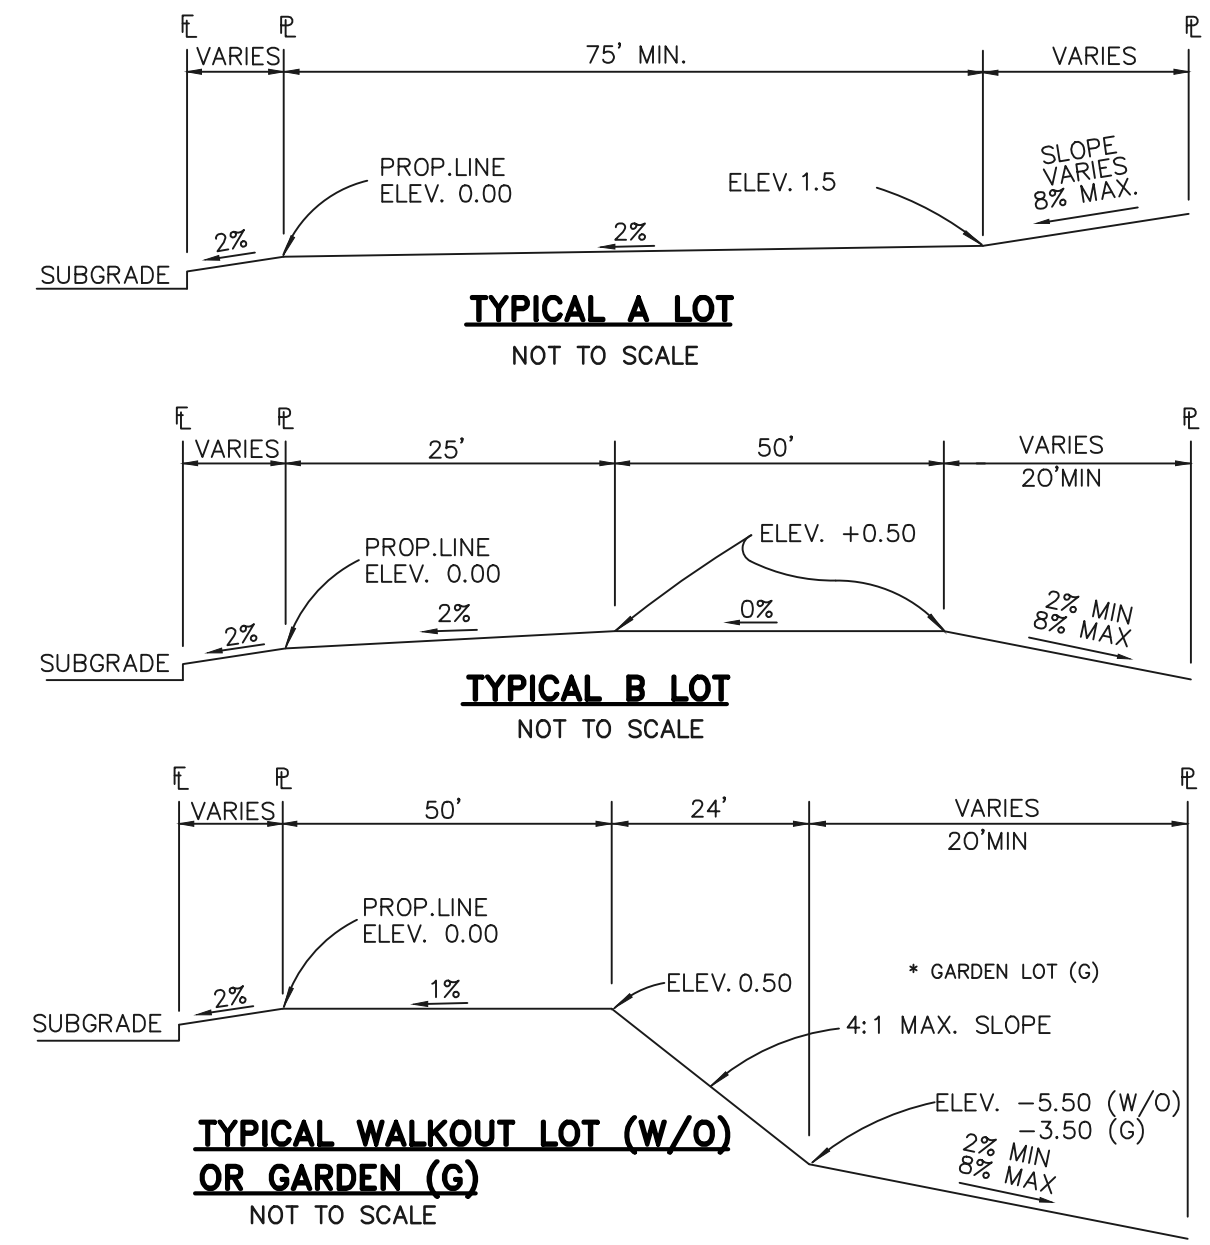 FL PL PL
VARIES 75' MIN. VARIES
PROP.LINE
ELEV. 0.00
ELEV. 1.5
SLOPE
VARIES
8% MAX.
2% 2%
SUBGRADE
TYPICAL A LOT
NOT TO SCALE
FL PL PL
VARIES 25' 50' VARIES
20'MIN
ELEV. +0.50
PROP.LINE
ELEV. 0.00
2% 2% 0% 2% MIN
8% MAX
SUBGRADE
TYPICAL B LOT
NOT TO SCALE
FL PL PL
VARIES 50' 24' VARIES
20'MIN
PROP.LINE
ELEV. 0.00
* GARDEN LOT (G)
2% 1% ELEV. 0.50
SUBGRADE
4:1 MAX. SLOPE
ELEV. -5.50 (W/O)
-3.50 (G)
2% MIN
8% MAX
TYPICAL WALKOUT LOT (W/O)
OR GARDEN (G)
NOT TO SCALE